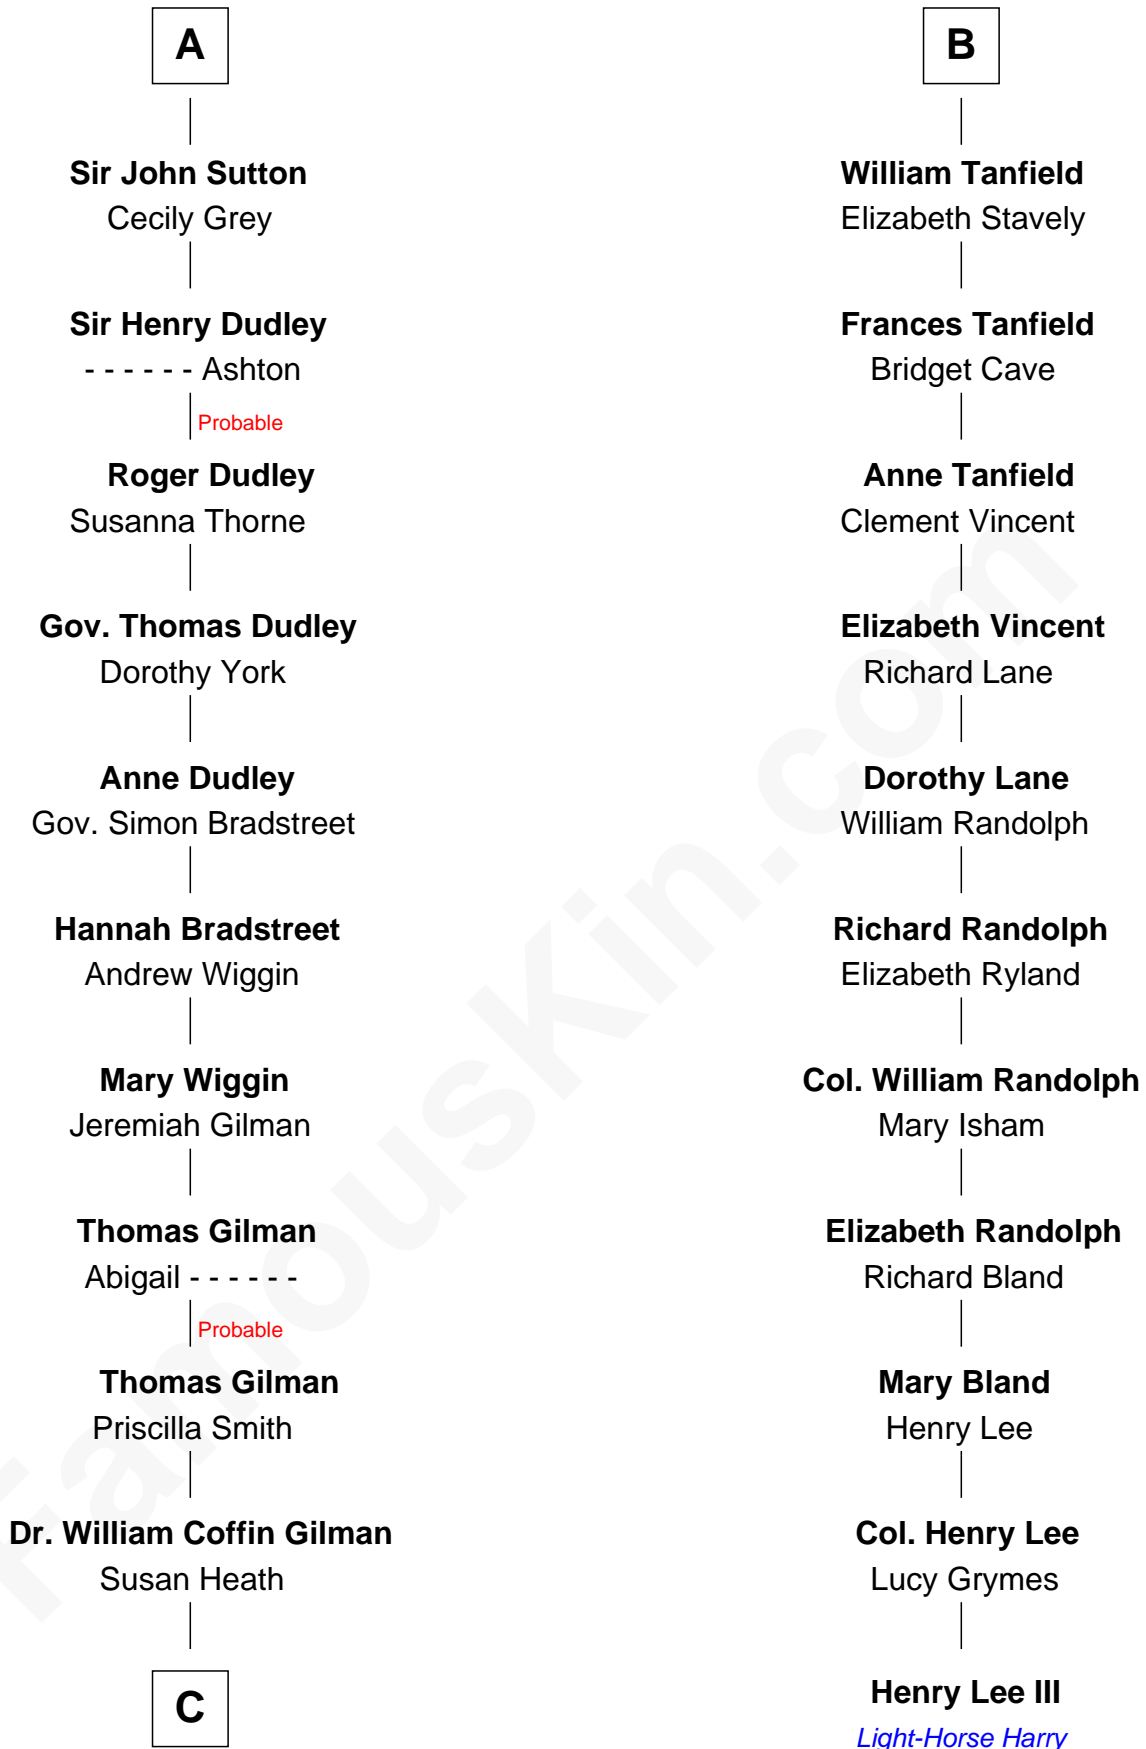 A
Sir John Sutton
Cecily Grey
Sir Henry Dudley
- - - - - - Ashton
Probable
Roger Dudley
Susanna Thorne
Gov. Thomas Dudley
Dorothy York
Anne Dudley
Gov. Simon Bradstreet
Hannah Bradstreet
Andrew Wiggin
Mary Wiggin
Jeremiah Gilman
Thomas Gilman
Abigail - - - - - -
Probable
Thomas Gilman
Priscilla Smith
Dr. William Coffin Gilman
Susan Heath
C
B
William Tanfield
Elizabeth Stavely
Frances Tanfield
Bridget Cave
Anne Tanfield
Clement Vincent
Elizabeth Vincent
Richard Lane
Dorothy Lane
William Randolph
Richard Randolph
Elizabeth Ryland
Col. William Randolph
Mary Isham
Elizabeth Randolph
Richard Bland
Mary Bland
Henry Lee
Col. Henry Lee
Lucy Grymes
Henry Lee III
Light-Horse Harry
FamousKin.com